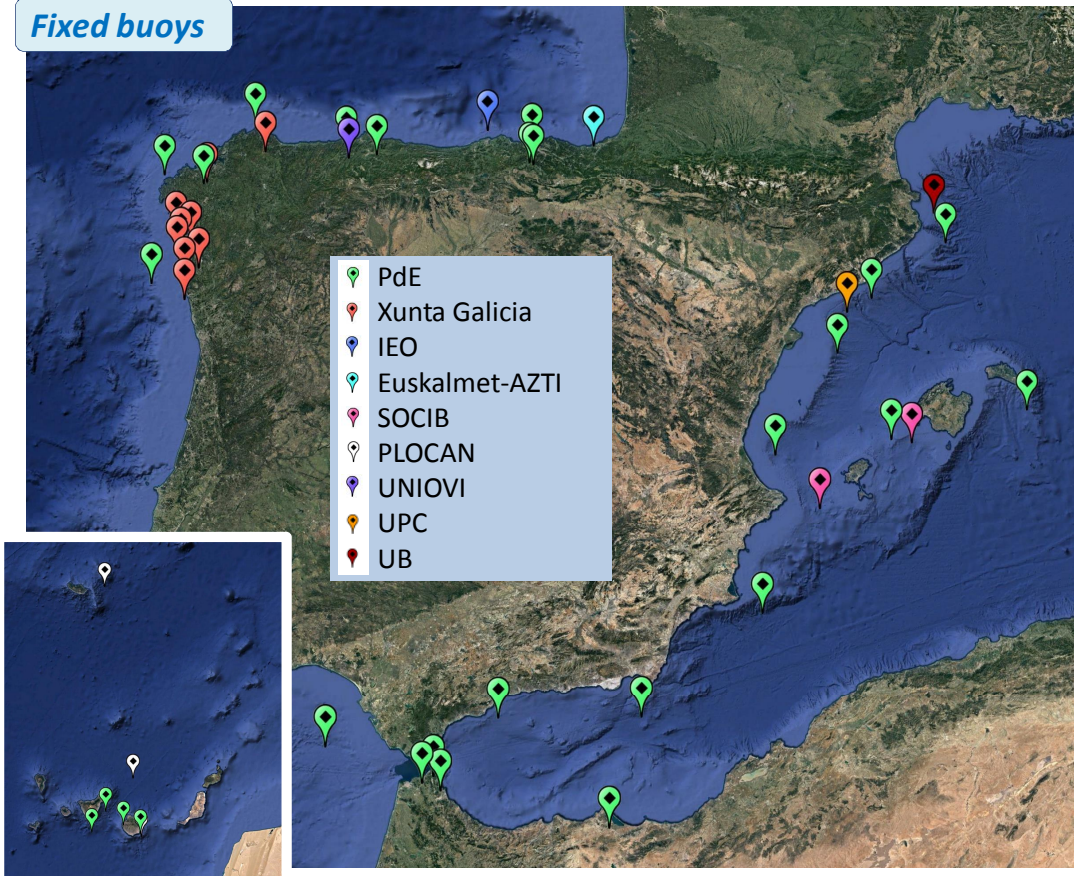 Fixed buoys
PdE
Xunta Galicia
IEO
Euskalmet-AZTI
SOCIB
PLOCAN
UNIOVI
UPC
UB